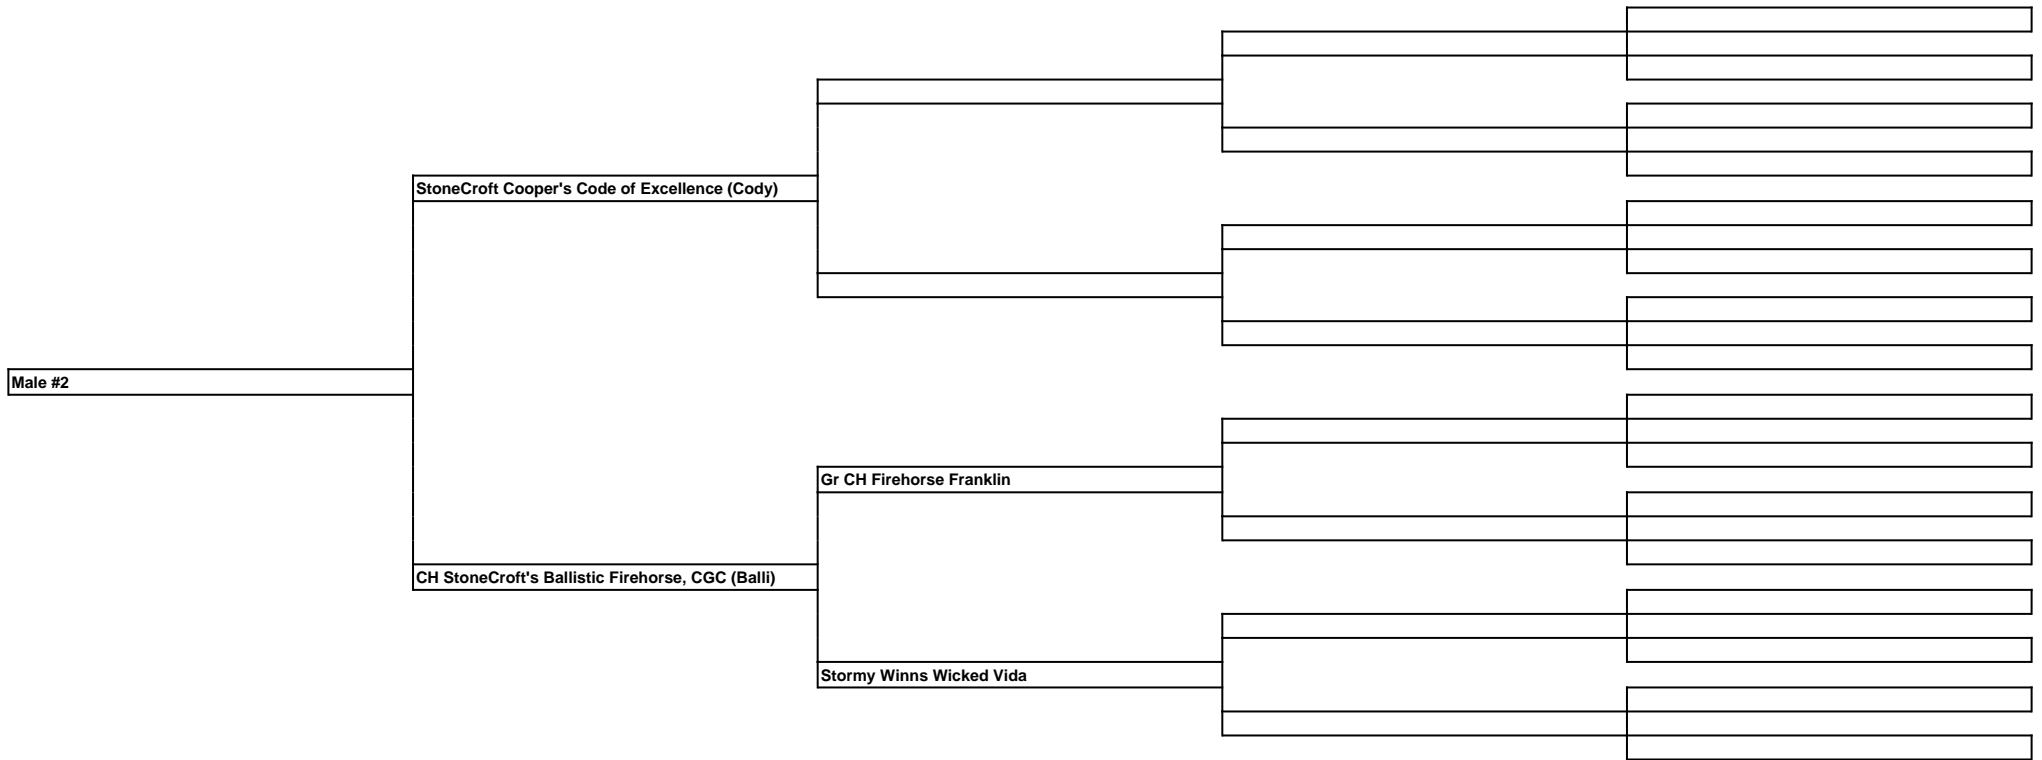 StoneCroft Cooper's Code of Excellence (Cody)
Male #2
Gr CH Firehorse Franklin
CH StoneCroft's Ballistic Firehorse, CGC (Balli)
Stormy Winns Wicked Vida